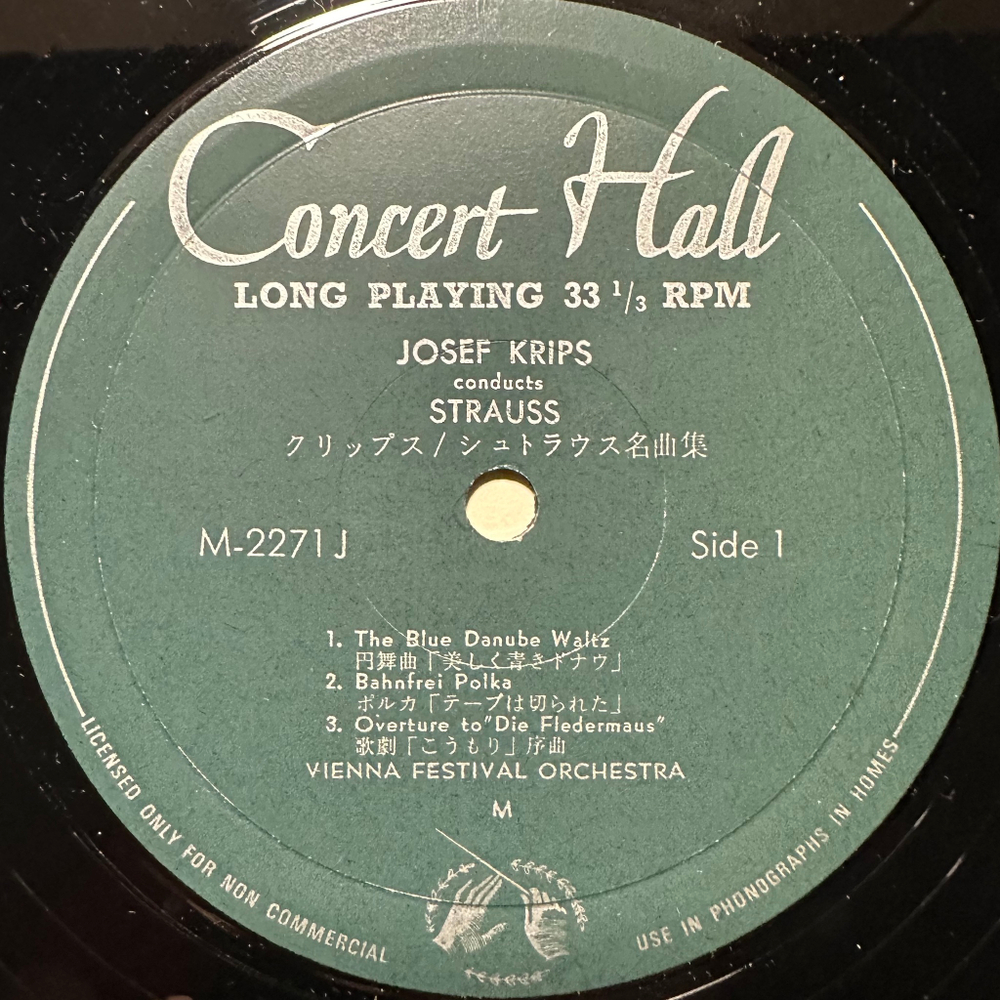 Concert Hall
LONG PLAYING 33 1/3 RPM
JOSEF KRIPS
conducts
STRAUSS
クリップス/シュトラウス名曲集
M-2271J
Side 1
1. The Blue Danube Waltz
円舞曲「美しく青きドナウ」
2. Bahnfrei Polka
ポルカ「テープは切られた」
3. Overture to"Die Fledermaus"
歌劇「こうもり」序曲
VIENNA FESTIVAL ORCHESTRA
M
LICENSED ONLY FOR NON COMMERCIAL
USE IN PHONOGRAPHS IN HOMES